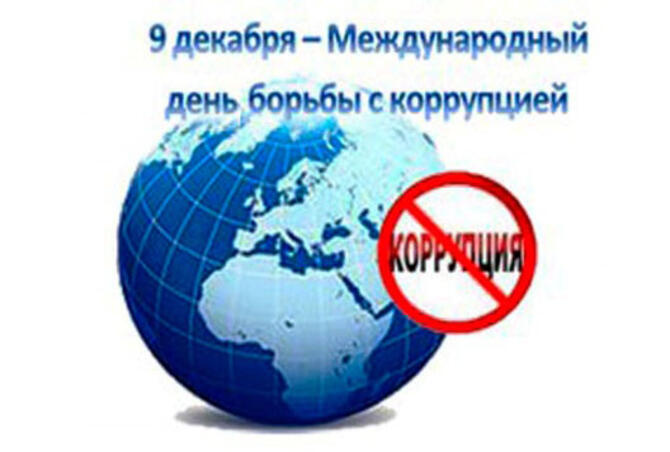 9 декабря – Международный
день борьбы с коррупцией
КОРРУПЦИЯ